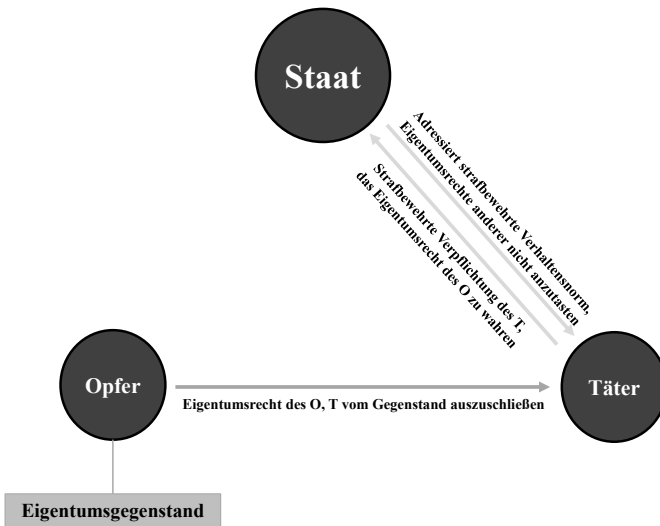 Staat
Adressiert strafbewehrte Verhaltensnorm,
Eigentumsrechte anderer nicht anzutasten
Strafbewehrte Verpflichtung des T,
das Eigentumsrecht des O zu wahren
Opfer
Täter
Eigentumsrecht des O, T vom Gegenstand auszuschließen
Eigentumsgegenstand